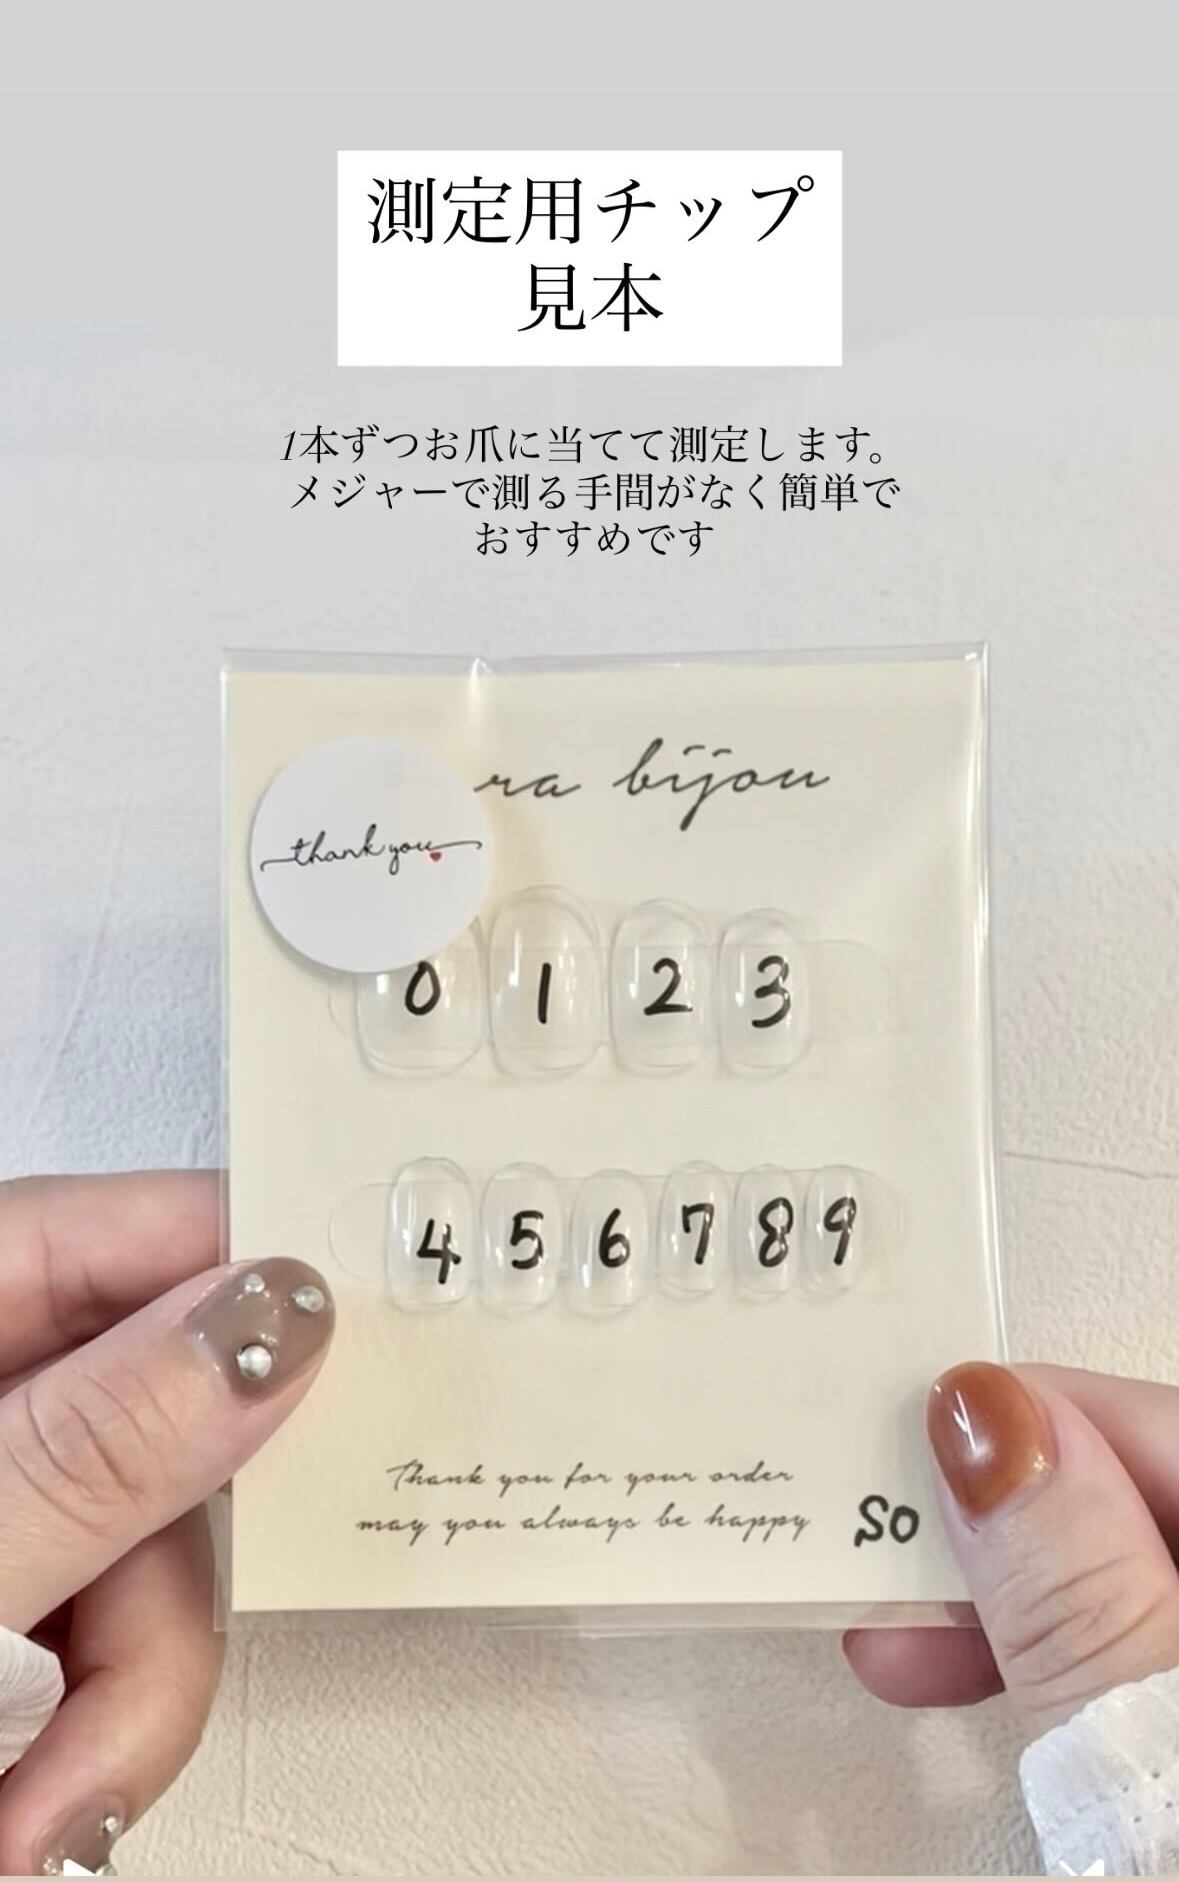 測定用チップ
見本
1本ずつお爪に当てて測定します。
メジャーで測る手間がなく簡単で
おすすめです
ra bijou
thank you
0 1 2 3
4 5 6 7 8 9
Thank you for your order
may you always be happy
SO